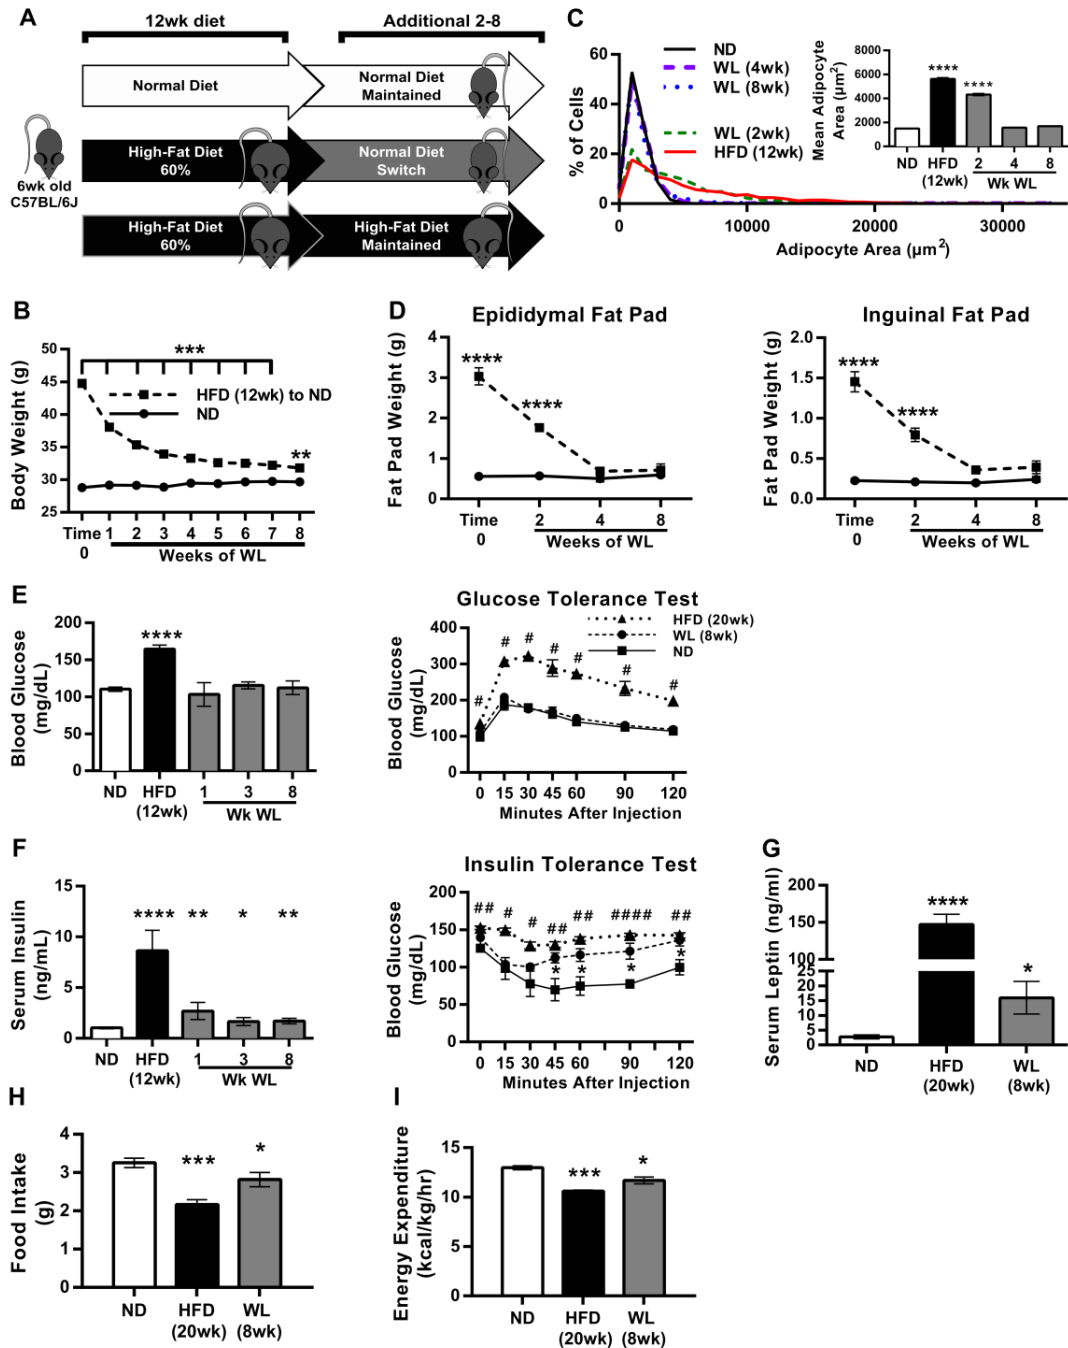 A
12wk diet
Additional 2-8
Normal Diet
Normal Diet
Maintained
High-Fat Diet
60%
Normal Diet
Switch
6wk old
C57BL/6J
High-Fat Diet
60%
High-Fat Diet
Maintained
C
% of Cells
60
40
20
0
0
10000
20000
30000
Adipocyte Area (µm²)
ND
WL (4wk)
WL (8wk)
WL (2wk)
HFD (12wk)
Mean Adipocyte
Area (µm²)
8000
6000
4000
2000
0
****
****
ND
HFD
(12wk)
2
4
8
Wk WL
B
Body Weight (g)
50
45
40
35
30
25
***
HFD (12wk) to ND
ND
**
Time
0
1
2
3
4
5
6
7
8
Weeks of WL
D
Epididymal Fat Pad
Fat Pad Weight (g)
4
3
2
1
0
****
****
Time
0
2
4
8
Weeks of WL
Inguinal Fat Pad
Fat Pad Weight (g)
2.0
1.5
1.0
0.5
0.0
****
****
Time
0
2
4
8
Weeks of WL
E
Blood Glucose
(mg/dL)
200
150
100
50
0
****
ND
HFD
(12wk)
1
3
8
Wk WL
Glucose Tolerance Test
HFD (20wk)
WL (8wk)
ND
Blood Glucose
(mg/dL)
400
300
200
100
0
# # # # # # #
0
15
30
45
60
90
120
Minutes After Injection
F
Serum Insulin
(ng/mL)
15
10
5
0
****
**
*
**
ND
HFD
(12wk)
1
3
8
Wk WL
Insulin Tolerance Test
Blood Glucose
(mg/dL)
200
150
100
50
0
## # # ## ## #### ##
* * * *
0
15
30
45
60
90
120
Minutes After Injection
G
Serum Leptin (ng/ml)
200
150
100
50
25
20
15
10
5
0
****
*
ND
HFD
(20wk)
WL
(8wk)
H
Food Intake
(g)
4
3
2
1
0
***
*
ND
HFD
(20wk)
WL
(8wk)
I
Energy Expenditure
(kcal/kg/hr)
15
10
5
0
***
*
ND
HFD
(20wk)
WL
(8wk)